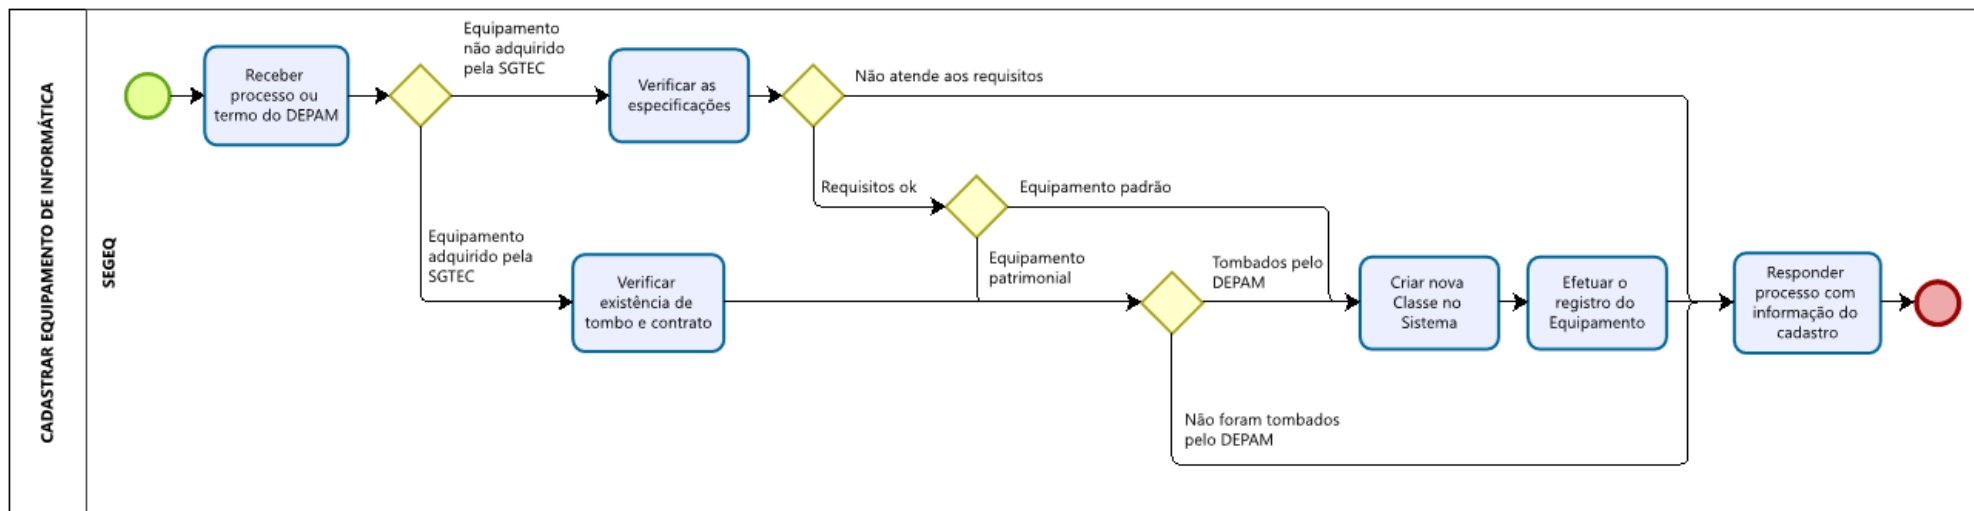 CADASTRAR EQUIPAMENTO DE INFORMÁTICA
SEGEQ
Receber
processo ou
termo do DEPAM
Equipamento
não adquirido
pela SGTEC
Verificar as
especificações
Não atende aos requisitos
Requisitos ok
Equipamento padrão
Equipamento
adquirido pela
SGTEC
Verificar
existência de
tombo e contrato
Equipamento
patrimonial
Tombados pelo
DEPAM
Criar nova
Classe no
Sistema
Efetuar o
registro do
Equipamento
Responder
processo com
informação do
cadastro
Não foram tombados
pelo DEPAM